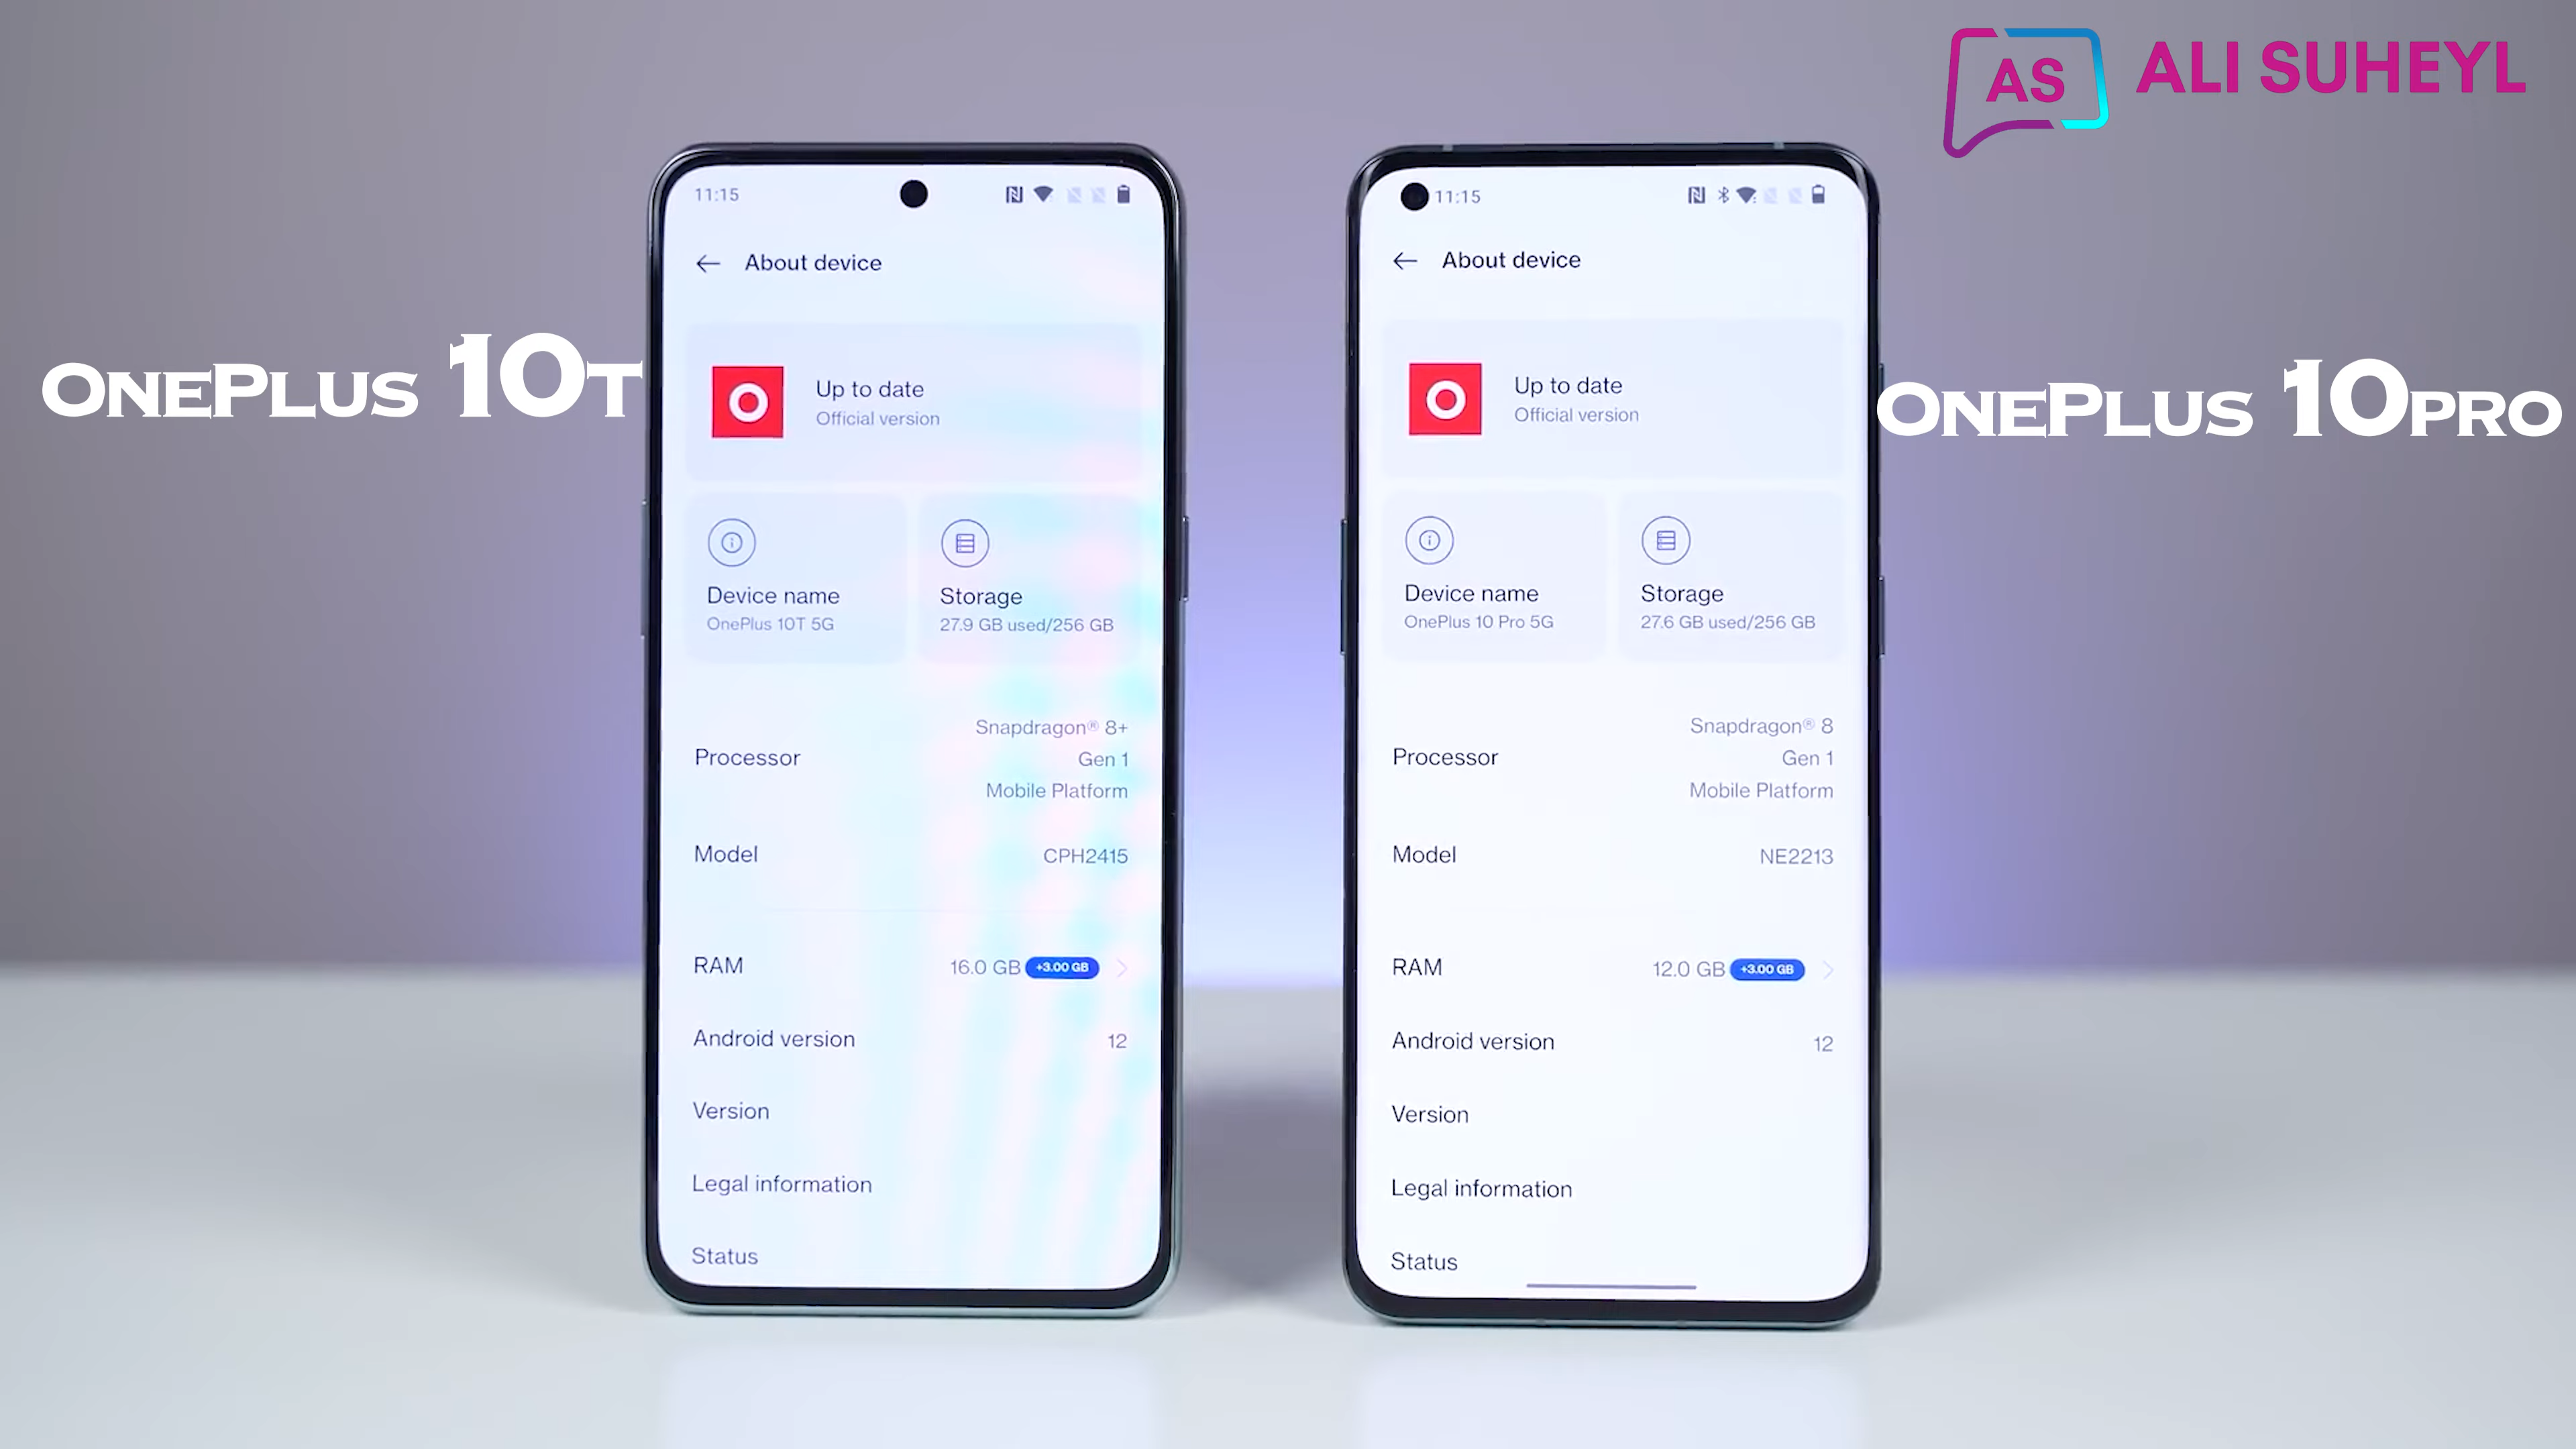 AS ALI SUHEYL
ONEPLUS 10T
11:15
About device
Up to date
Official version
Device name
OnePlus 10T 5G
Storage
27.9 GB used/256 GB
Processor
Snapdragon® 8+
Gen 1
Mobile Platform
Model CPH2415
RAM 16.0 GB +3.00 GB
Android version 12
Version
Legal information
Status
ONEPLUS 10PRO
11:15
About device
Up to date
Official version
Device name
OnePlus 10 Pro 5G
Storage
27.6 GB used/256 GB
Processor
Snapdragon® 8
Gen 1
Mobile Platform
Model NE2213
RAM 12.0 GB +3.00 GB
Android version 12
Version
Legal information
Status